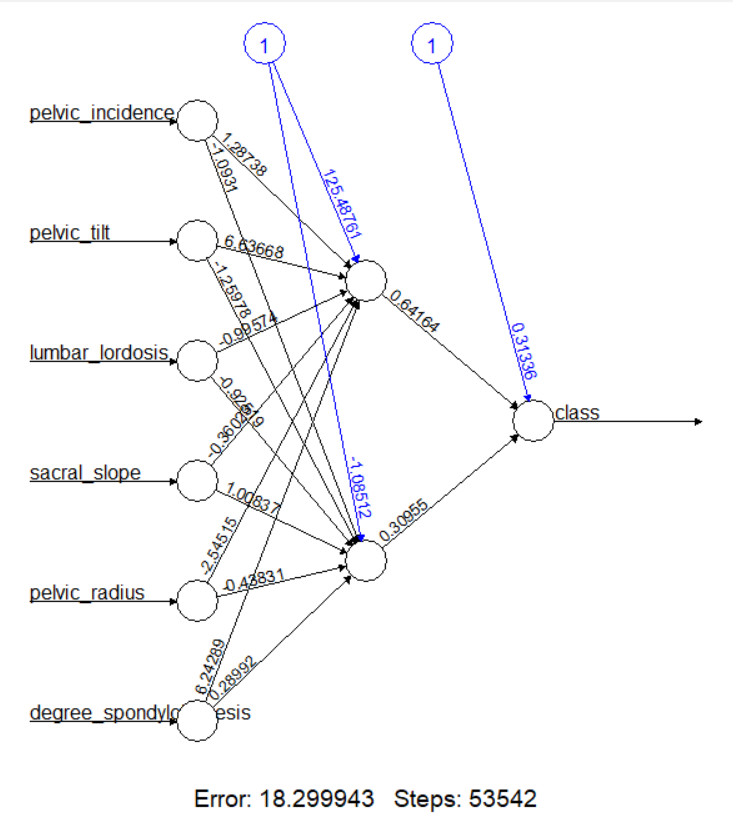 1 1
pelvic_incidence
1.28738
-1.0931
125.48761
pelvic_tilt
6.63668
-1.25978
-0.99574
0.64164
lumbar_lordosis
-0.92519
0.31336
class
sacral_slope
1.00837
-1.08512
0.30955
-2.54515
pelvic_radius
-0.43831
6.24289
0.28992
Error: 18.299943 Steps: 53542